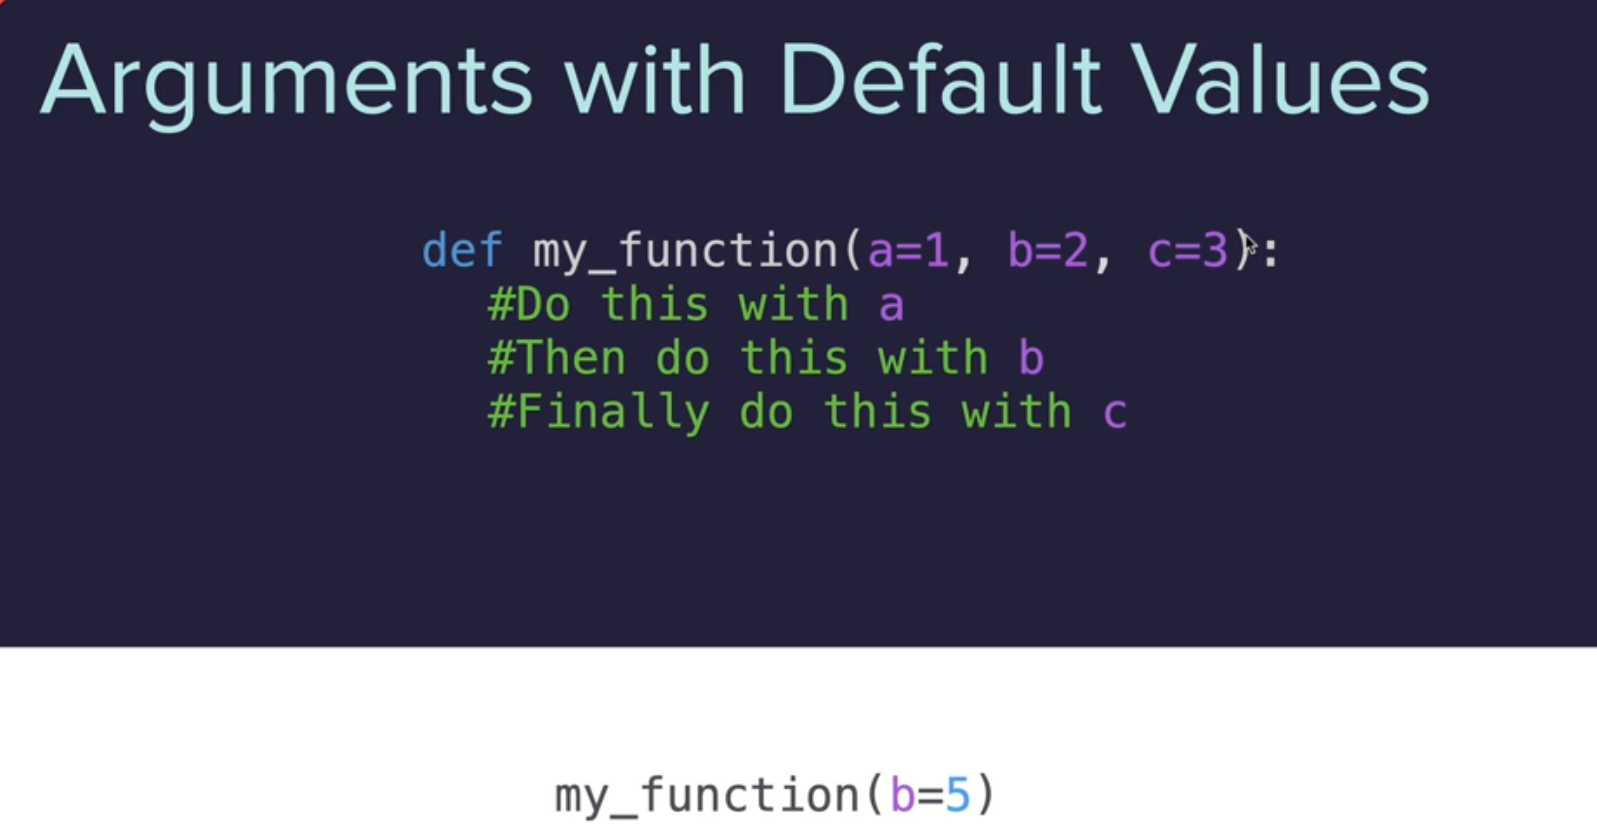 Arguments with Default Values
def my_function(a=1, b=2, c=3):
#Do this with a
#Then do this with b
#Finally do this with c
my_function(b=5)